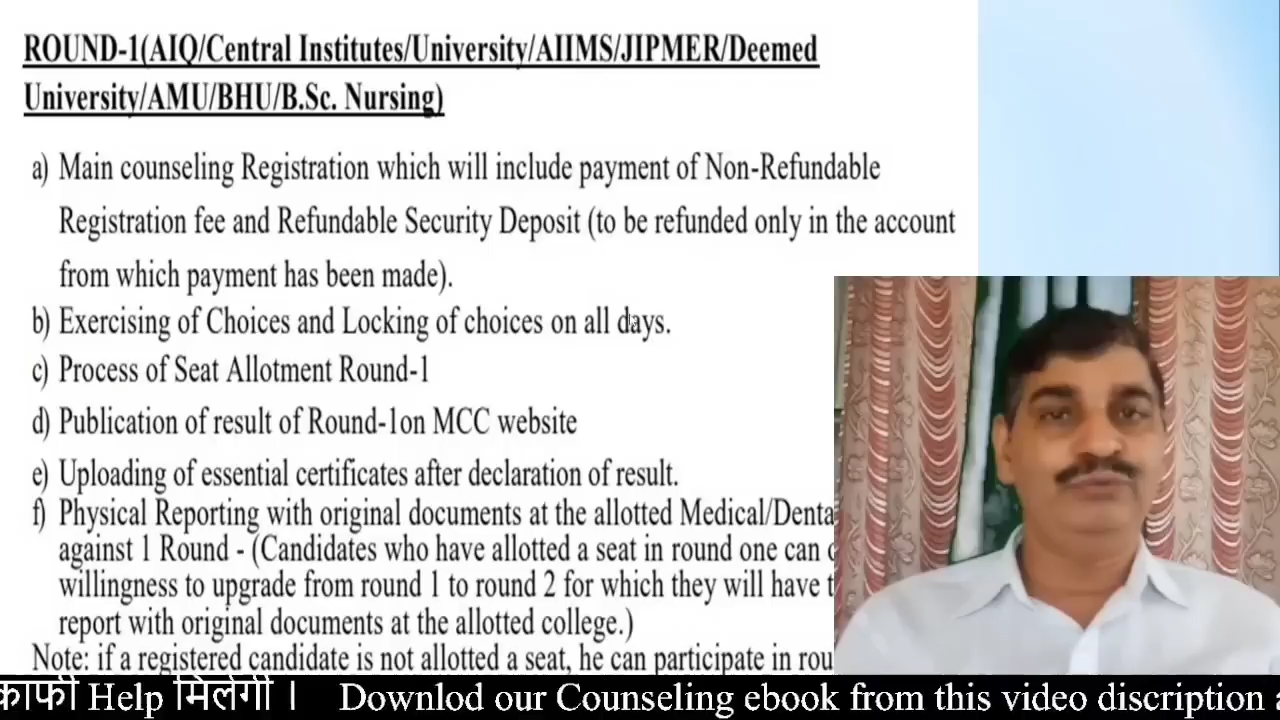 ROUND-1(AIQ/Central Institutes/University/AIIMS/JIPMER/Deemed
University/AMU/BHU/B.Sc. Nursing)
a) Main counseling Registration which will include payment of Non-Refundable
Registration fee and Refundable Security Deposit (to be refunded only in the account
from which payment has been made).
b) Exercising of Choices and Locking of choices on all days.
c) Process of Seat Allotment Round-1
d) Publication of result of Round-1on MCC website
e) Uploading of essential certificates after declaration of result.
f) Physical Reporting with original documents at the allotted Medical/Denta
against 1 Round - (Candidates who have allotted a seat in round one can
willingness to upgrade from round 1 to round 2 for which they will have
report with original documents at the allotted college.)
Note: if a registered candidate is not allotted a seat, he can participate in rou
काफी Help मिलेगी । Downlod our Counseling ebook from this video discription